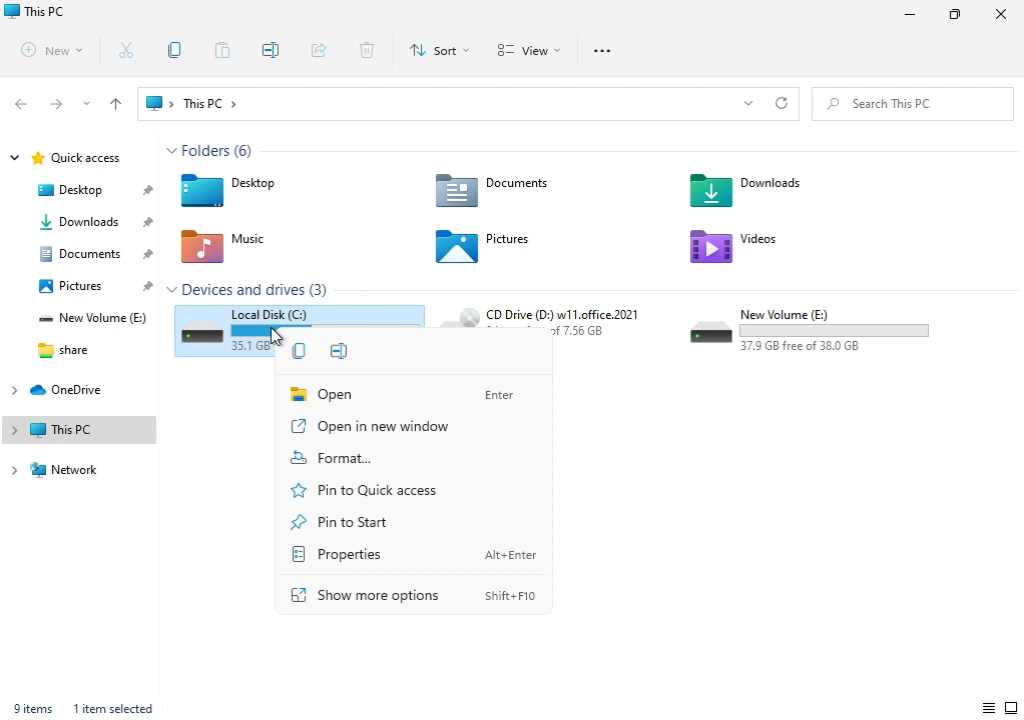 This PC
New
Sort
View
This PC
Search This PC
Quick access
Desktop
Downloads
Documents
Pictures
New Volume (E:)
share
OneDrive
This PC
Network
Folders (6)
Desktop
Documents
Downloads
Music
Pictures
Videos
Devices and drives (3)
Local Disk (C:)
35.1 GB
CD Drive (D:) w11.office.2021
of 7.56 GB
New Volume (E:)
37.9 GB free of 38.0 GB
Open Enter
Open in new window
Format...
Pin to Quick access
Pin to Start
Properties Alt+Enter
Show more options Shift+F10
9 items 1 item selected